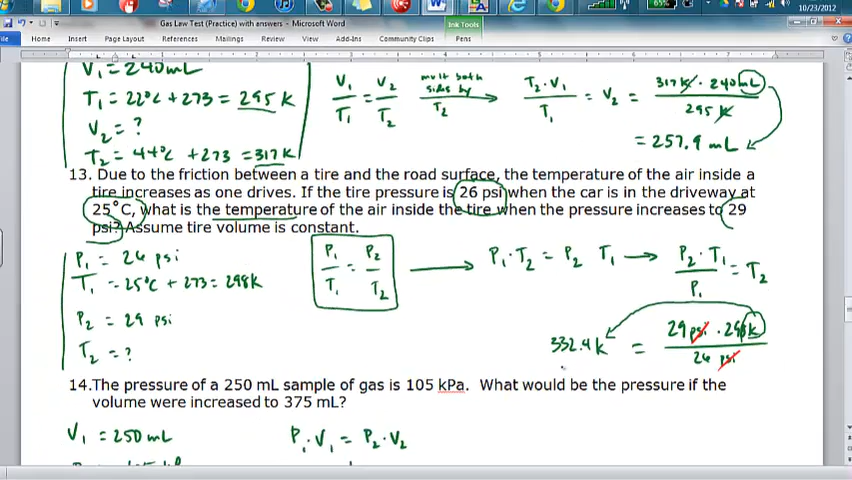 65%
10/23/2012
Gas Law Test (Practice) with answers - Microsoft Word
Ink Tools
File Home Insert Page Layout References Mailings Review View Add-Ins Community Clips Pens
V1 = 240 mL
T1 = 22°C + 273 = 295 K
V2 = ?
T2 = 44°C + 273 = 317 K
V1/T1 = V2/T2
mult both sides by T2
T2 · V1 / T1 = V2 = 317 K · 240 mL / 295 K
= 257.9 mL
13. Due to the friction between a tire and the road surface, the temperature of the air inside a
tire increases as one drives. If the tire pressure is 26 psi when the car is in the driveway at
25°C, what is the temperature of the air inside the tire when the pressure increases to 29
psi? Assume tire volume is constant.
P1 = 26 psi
T1 = 25°C + 273 = 298 K
P2 = 29 psi
T2 = ?
P1/T1 = P2/T2
P1 · T2 = P2 T1
P2 · T1 / P1 = T2
332.4 K = 29 psi · 298 K / 26 psi
14.The pressure of a 250 mL sample of gas is 105 kPa. What would be the pressure if the
volume were increased to 375 mL?
V1 = 250 mL
P1 · V1 = P2 · V2